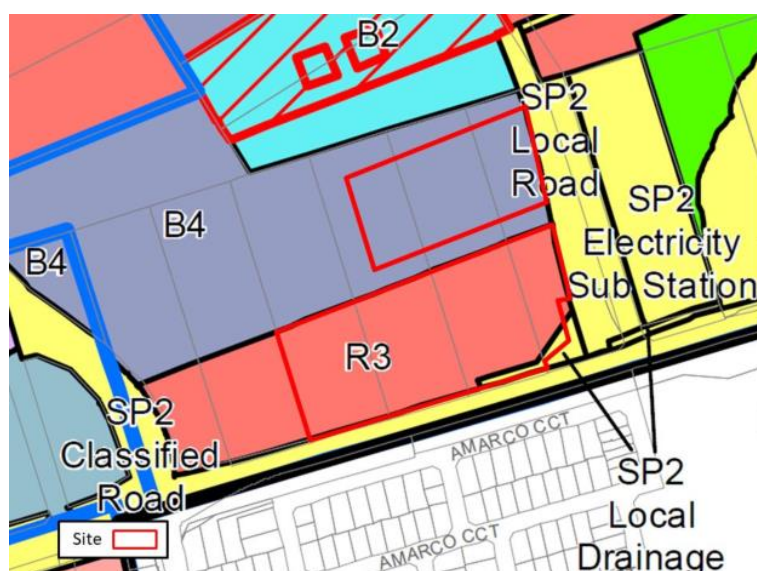 B2
SP2
Local
Road
SP2
Electricity
Sub Station
B4
B4
R3
SP2
Classified
Road
AMARCO CCT
SP2
Local
Drainage
AMARCO CCT
Site